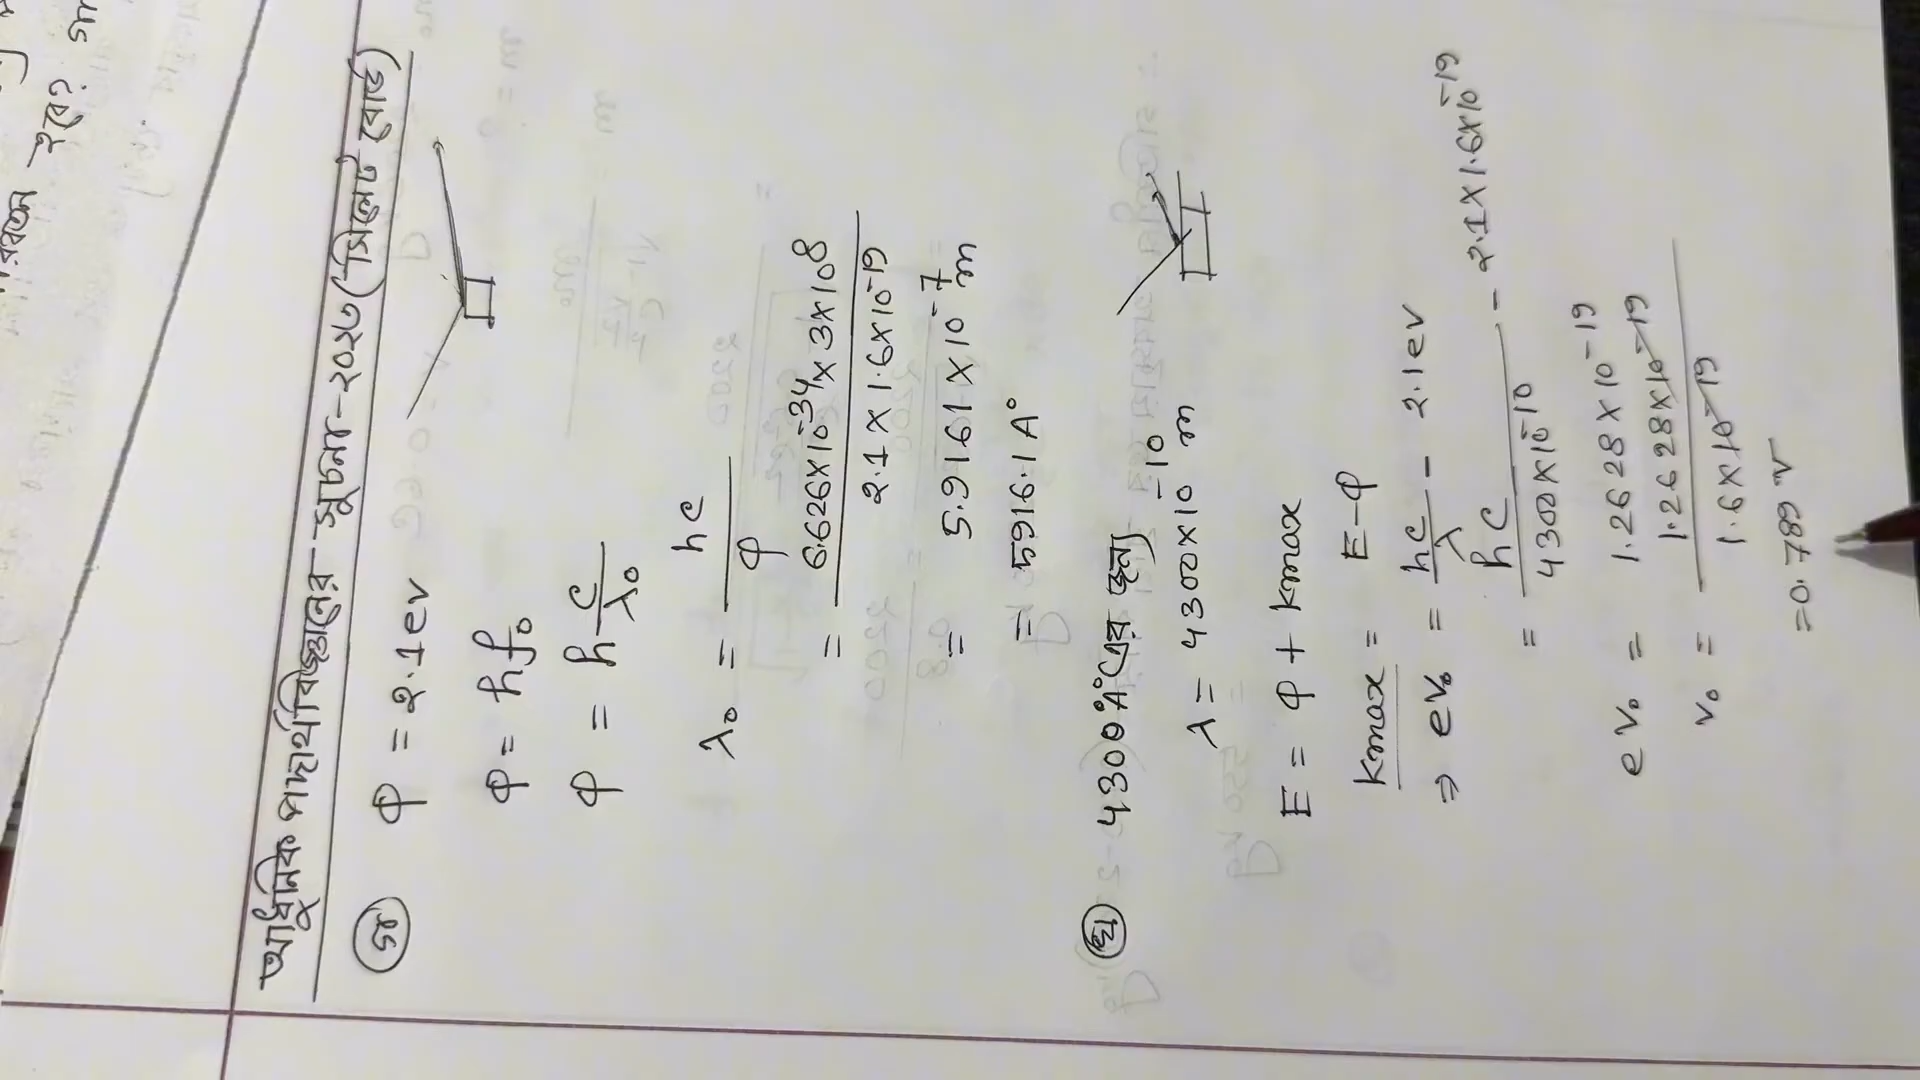 হবে?
আধুনিক পদার্থবিজ্ঞানের সূচনা-২০২৩ (সিলেট বোর্ড)
গ φ = 2.1ev
φ = hf₀
φ = h c/λ₀
λ₀ = hc/φ
= 6.626×10⁻³⁴ × 3×10⁸ / 2.1 × 1.6×10⁻¹⁹
= 5.9161 × 10⁻⁷ m
= 5916.1 A°
ঘ 4300A° এর জন্য
λ = 4300×10⁻¹⁰ m
E = φ + kmax
kmax = E-φ
⇒ ev₀ = hc/λ - 2.1ev
= hc/4300×10⁻¹⁰ - 2.1×1.6×10⁻¹⁹
ev₀ = 1.2628×10⁻¹⁹
v₀ = 1.2628×10⁻¹⁹ / 1.6×10⁻¹⁹
=0.789 v